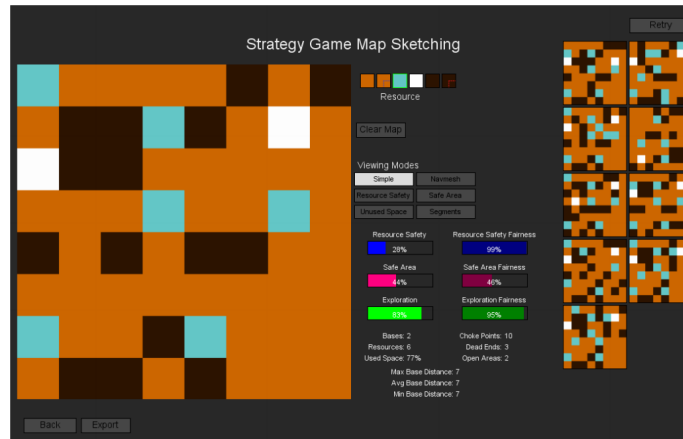 Retry
Strategy Game Map Sketching
Resource
Clear Map
Viewing Modes
Simple Navmesh
Resource Safety Safe Area
Unused Space Segments
Resource Safety Resource Safety Fairness
28% 99%
Safe Area Safe Area Fairness
44% 46%
Exploration Exploration Fairness
83% 95%
Bases: 2 Choke Points: 10
Resources: 6 Dead Ends: 3
Used Space: 77% Open Areas: 2
Max Base Distance: 7
Avg Base Distance: 7
Min Base Distance: 7
Back Export